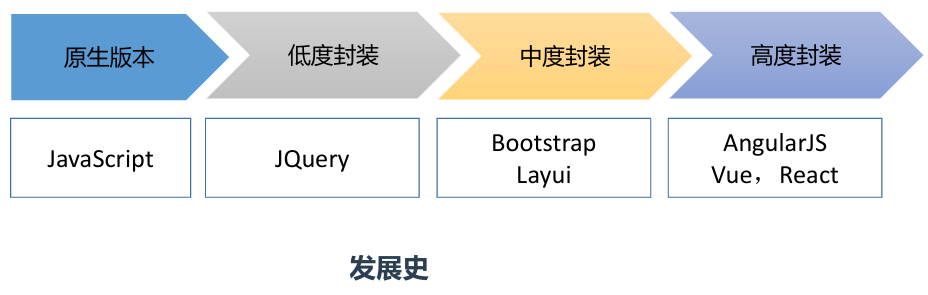 原生版本
低度封装
中度封装
高度封装
JavaScript
JQuery
Bootstrap
Layui
AngularJS
Vue，React
发展史